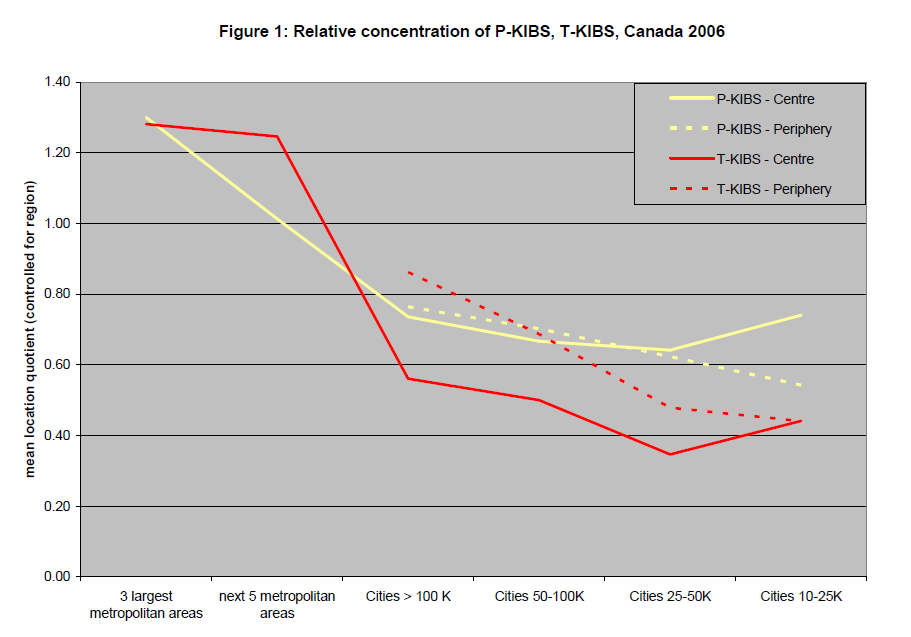 Figure 1: Relative concentration of P-KIBS, T-KIBS, Canada 2006
mean location quotient (controlled for region)
1.40
1.20
1.00
0.80
0.60
0.40
0.20
0.00
P-KIBS - Centre
P-KIBS - Periphery
T-KIBS - Centre
T-KIBS - Periphery
3 largest
metropolitan areas
next 5 metropolitan
areas
Cities > 100 K
Cities 50-100K
Cities 25-50K
Cities 10-25K